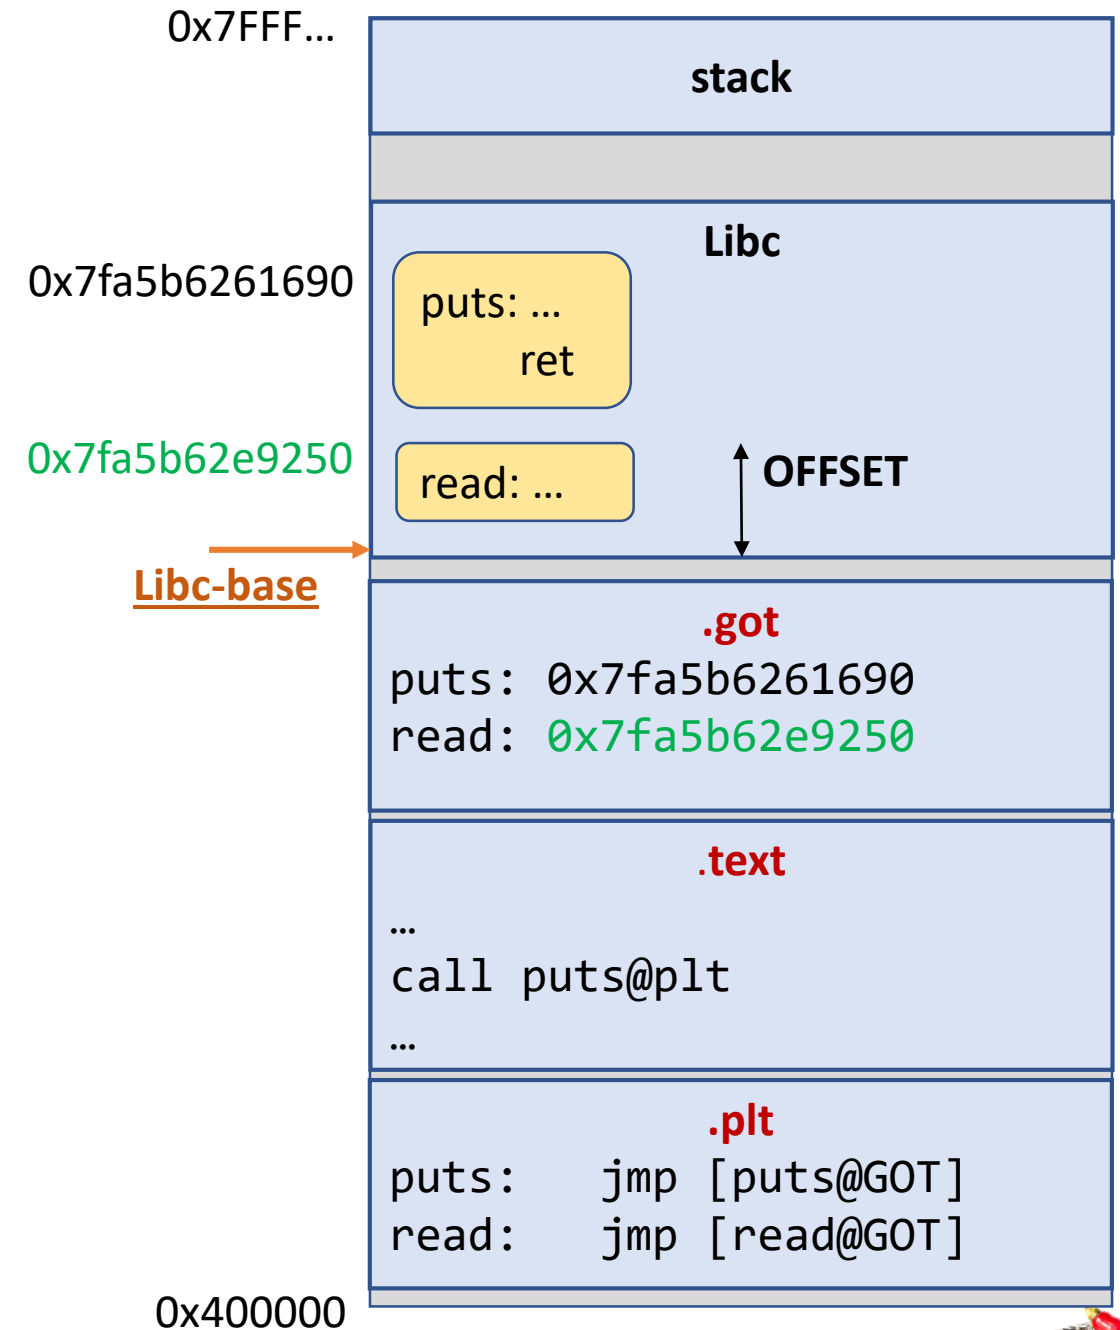 0x7FFF…
stack
Libc
0x7fa5b6261690
puts: …
ret
0x7fa5b62e9250
read: …
OFFSET
Libc-base
.got
puts: 0x7fa5b6261690
read: 0x7fa5b62e9250
.text
…
call puts@plt
…
.plt
puts: jmp [puts@GOT]
read: jmp [read@GOT]
0x400000